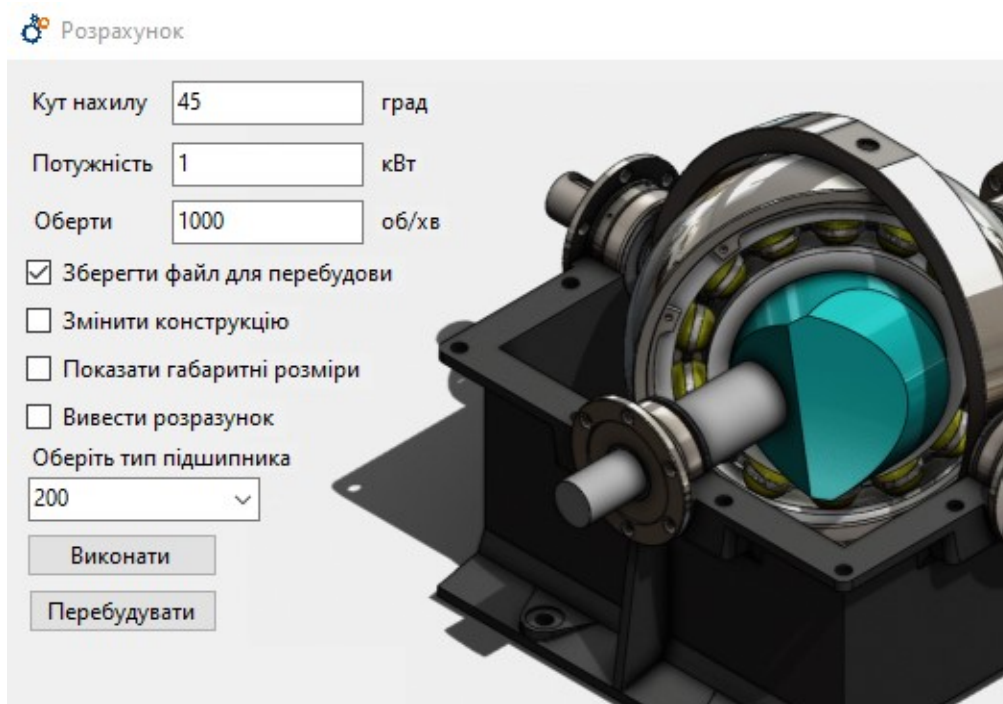 Розрахунок
Кут нахилу 45 град
Потужність 1 кВт
Оберти 1000 об/хв
Зберегти файл для перебудови
Змінити конструкцію
Показати габаритні розміри
Вивести розразунок
Оберіть тип підшипника
200
Виконати
Перебудувати